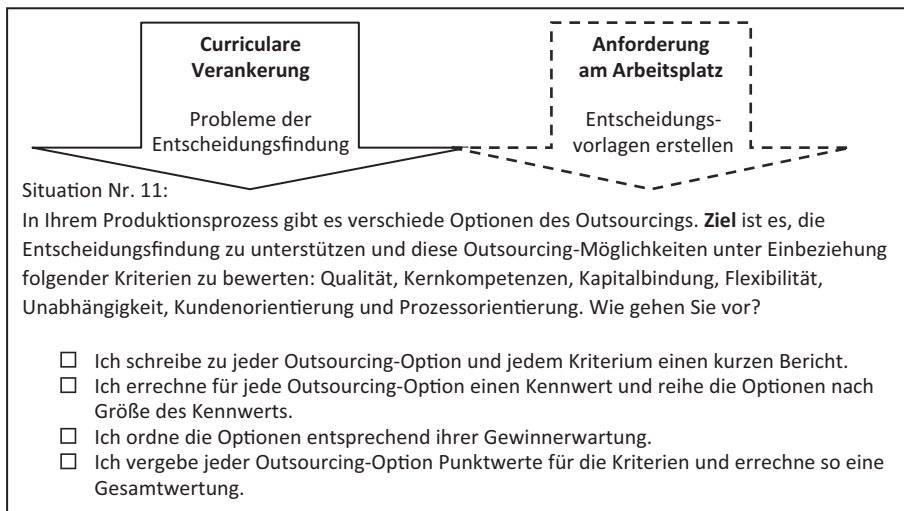 Curriculare
Verankerung
Probleme der
Entscheidungsfindung
Anforderung
am Arbeitsplatz
Entscheidungs-
vorlagen erstellen
Situation Nr. 11:
In Ihrem Produktionsprozess gibt es verschiede Optionen des Outsourcings. Ziel ist es, die
Entscheidungsfindung zu unterstützen und diese Outsourcing-Möglichkeiten unter Einbeziehung
folgender Kriterien zu bewerten: Qualität, Kernkompetenzen, Kapitalbindung, Flexibilität,
Unabhängigkeit, Kundenorientierung und Prozessorientierung. Wie gehen Sie vor?
☐ Ich schreibe zu jeder Outsourcing-Option und jedem Kriterium einen kurzen Bericht.
☐ Ich errechne für jede Outsourcing-Option einen Kennwert und reihe die Optionen nach
Größe des Kennwerts.
☐ Ich ordne die Optionen entsprechend ihrer Gewinnerwartung.
☐ Ich vergebe jeder Outsourcing-Option Punktwerte für die Kriterien und errechne so eine
Gesamtwertung.